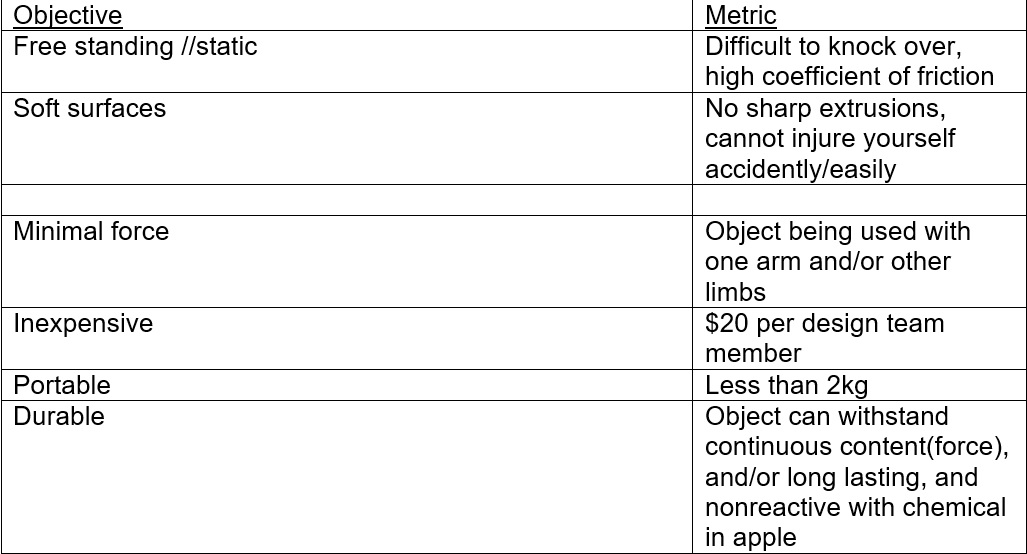 Objective
Metric
Free standing //static
Difficult to knock over,
high coefficient of friction
Soft surfaces
No sharp extrusions,
cannot injure yourself
accidently/easily
Minimal force
Object being used with
one arm and/or other
limbs
Inexpensive
$20 per design team
member
Portable
Less than 2kg
Durable
Object can withstand
continuous content(force),
and/or long lasting, and
nonreactive with chemical
in apple